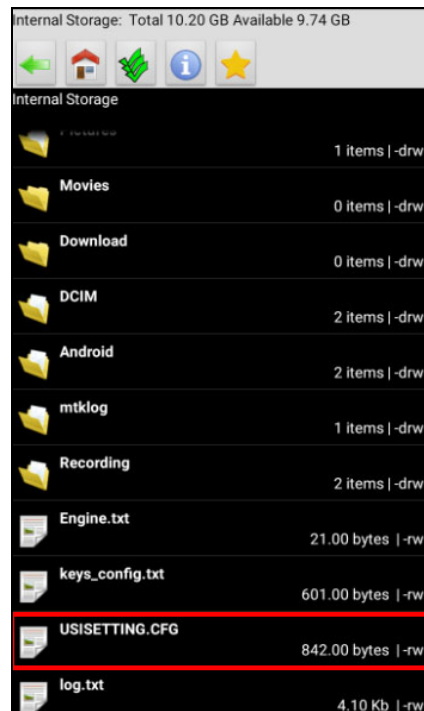 Internal Storage: Total 10.20 GB Available 9.74 GB
Internal Storage
Pictures
1 items | -drw
Movies
0 items | -drw
Download
0 items | -drw
DCIM
2 items | -drw
Android
2 items | -drw
mtklog
1 items | -drw
Recording
2 items | -drw
Engine.txt
21.00 bytes | -rw
keys_config.txt
601.00 bytes | -rw
USISETTING.CFG
842.00 bytes | -rw
log.txt
4.10 Kb | -rw